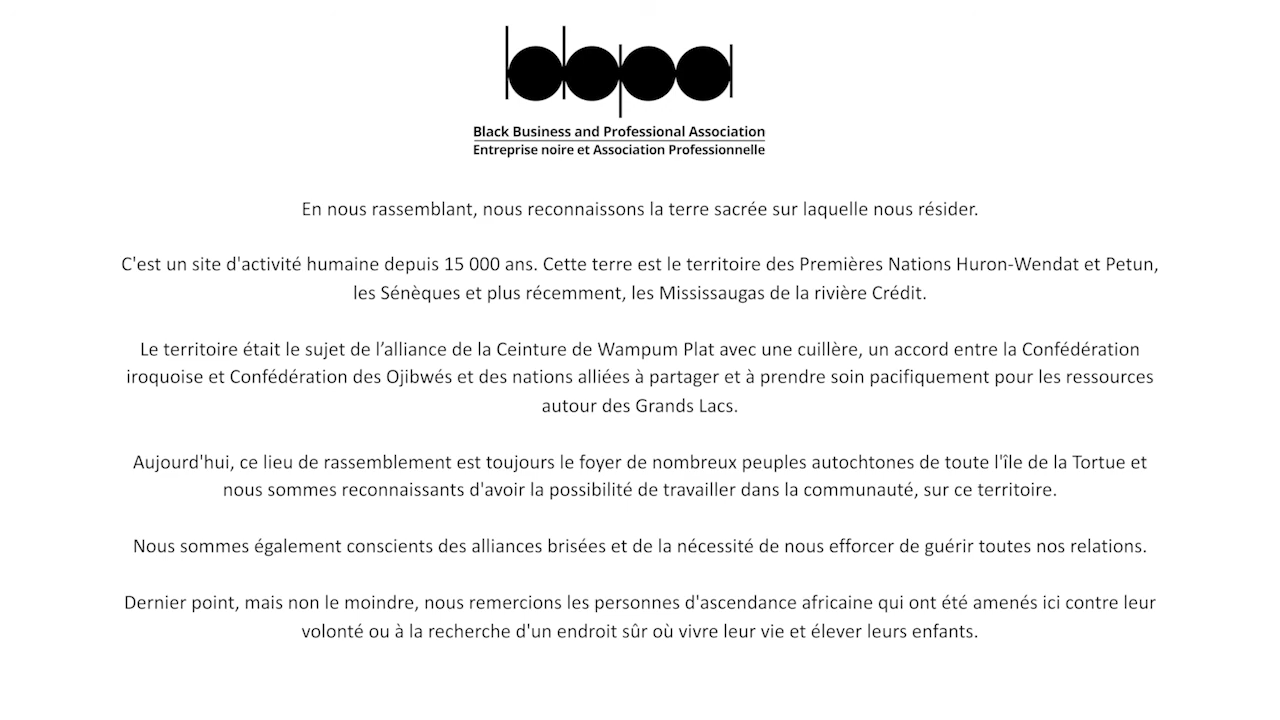 bbpa
Black Business and Professional Association
Entreprise noire et Association Professionnelle
En nous rassemblant, nous reconnaissons la terre sacrée sur laquelle nous résider.
C'est un site d'activité humaine depuis 15 000 ans. Cette terre est le territoire des Premières Nations Huron-Wendat et Petun,
les Sénèques et plus récemment, les Mississaugas de la rivière Crédit.
Le territoire était le sujet de l’alliance de la Ceinture de Wampum Plat avec une cuillère, un accord entre la Confédération
iroquoise et Confédération des Ojibwés et des nations alliées à partager et à prendre soin pacifiquement pour les ressources
autour des Grands Lacs.
Aujourd'hui, ce lieu de rassemblement est toujours le foyer de nombreux peuples autochtones de toute l'île de la Tortue et
nous sommes reconnaissants d'avoir la possibilité de travailler dans la communauté, sur ce territoire.
Nous sommes également conscients des alliances brisées et de la nécessité de nous efforcer de guérir toutes nos relations.
Dernier point, mais non le moindre, nous remercions les personnes d'ascendance africaine qui ont été amenés ici contre leur
volonté ou à la recherche d'un endroit sûr où vivre leur vie et élever leurs enfants.